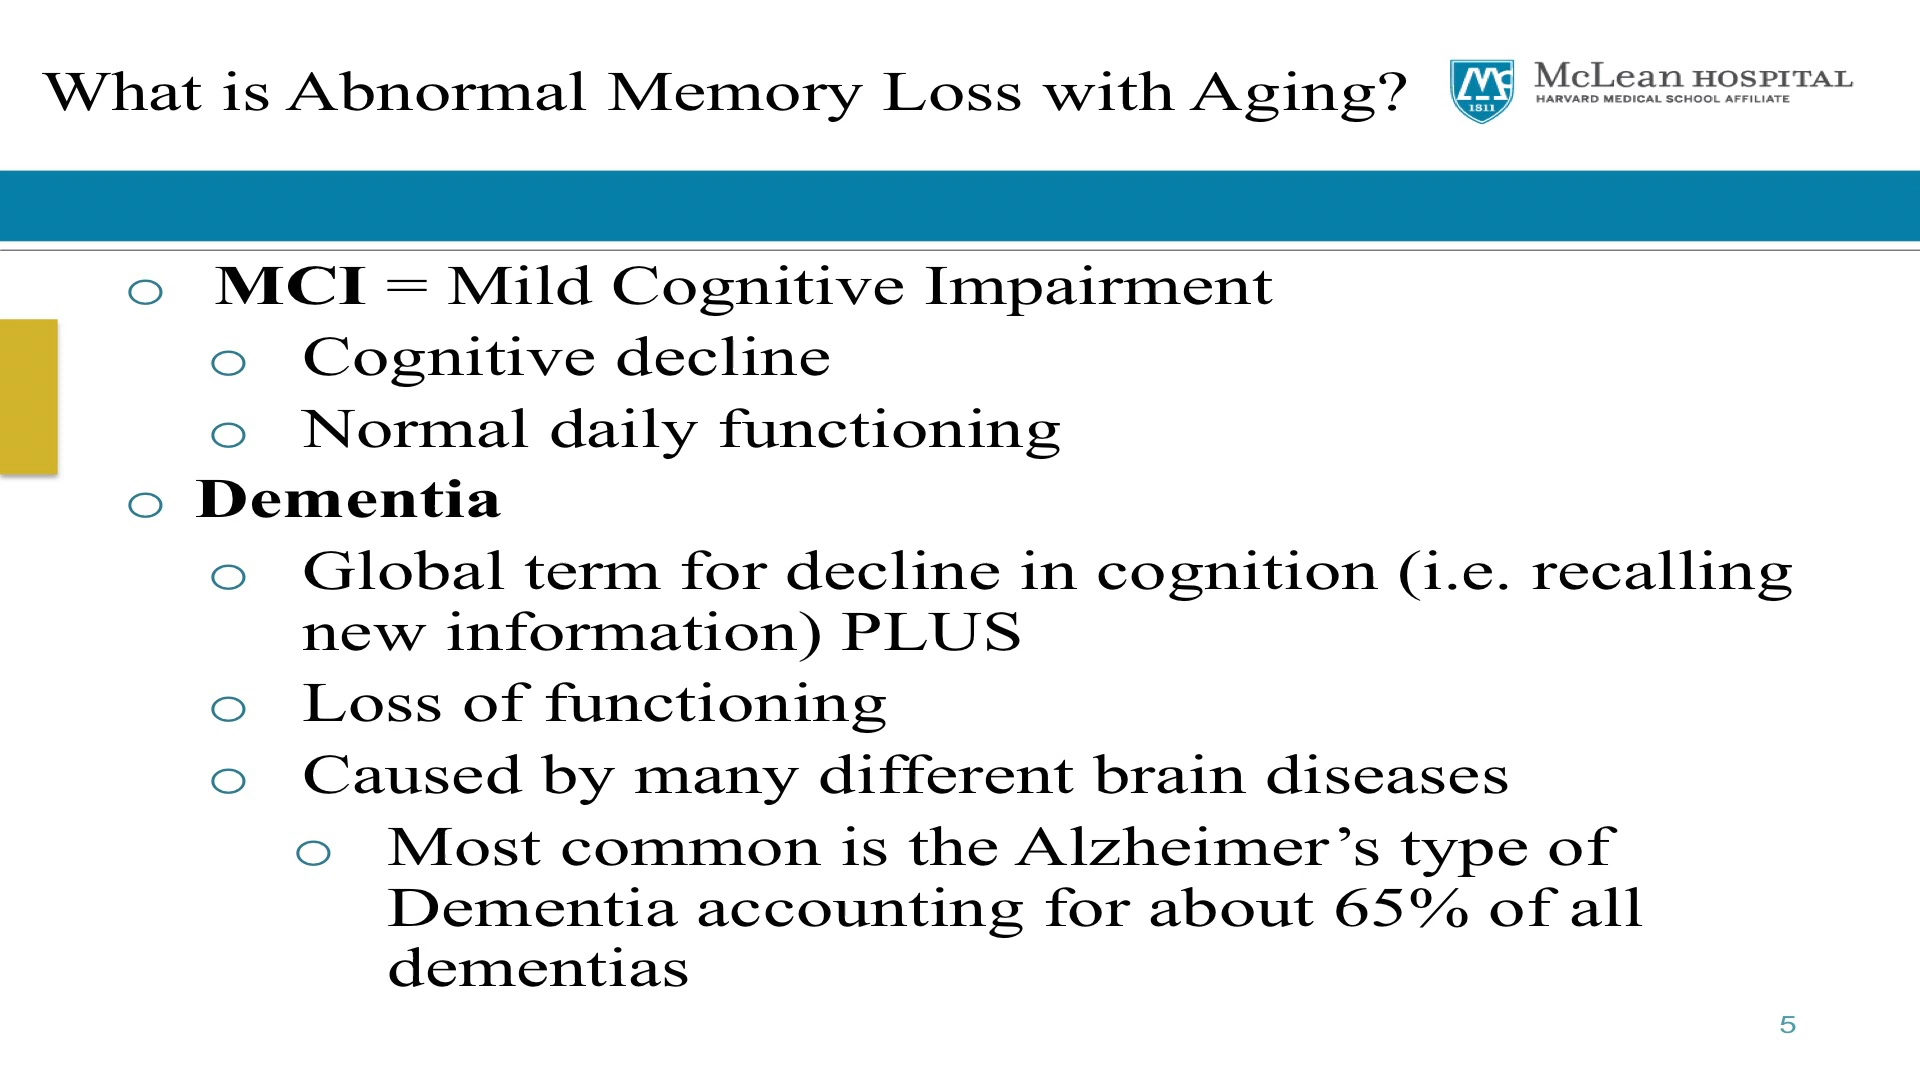 What is Abnormal Memory Loss with Aging?
MC
1811
McLean HOSPITAL
HARVARD MEDICAL SCHOOL AFFILIATE
o MCI = Mild Cognitive Impairment
o Cognitive decline
o Normal daily functioning
o Dementia
o Global term for decline in cognition (i.e. recalling
new information) PLUS
o Loss of functioning
o Caused by many different brain diseases
o Most common is the Alzheimer’s type of
Dementia accounting for about 65% of all
dementias
5